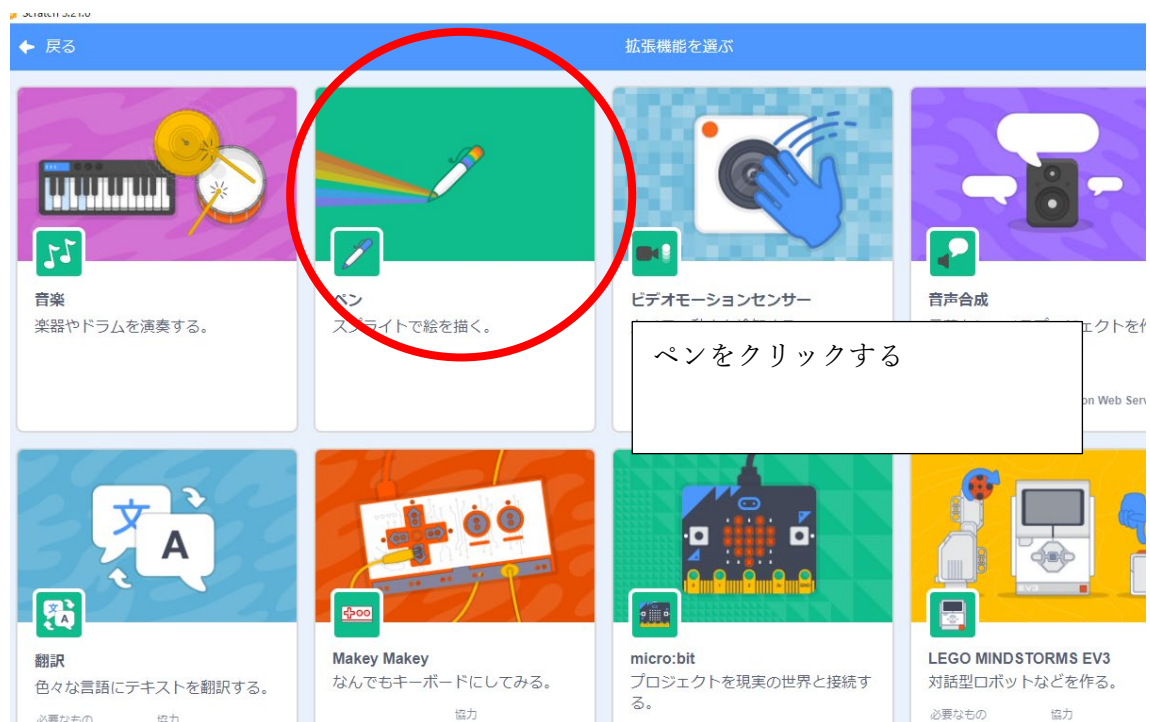 戻る
拡張機能を選ぶ
音楽
楽器やドラムを演奏する。
ペン
スプライトで絵を描く。
ビデオモーションセンサー
音声合成
ペンをクリックする
on Web Serv
文
A
翻訳
色々な言語にテキストを翻訳する。
必要なもの
協力
Makey Makey
なんでもキーボードにしてみる。
協力
micro:bit
プロジェクトを現実の世界と接続す
る。
EV3
LEGO MINDSTORMS EV3
対話型ロボットなどを作る。
必要なもの
協力